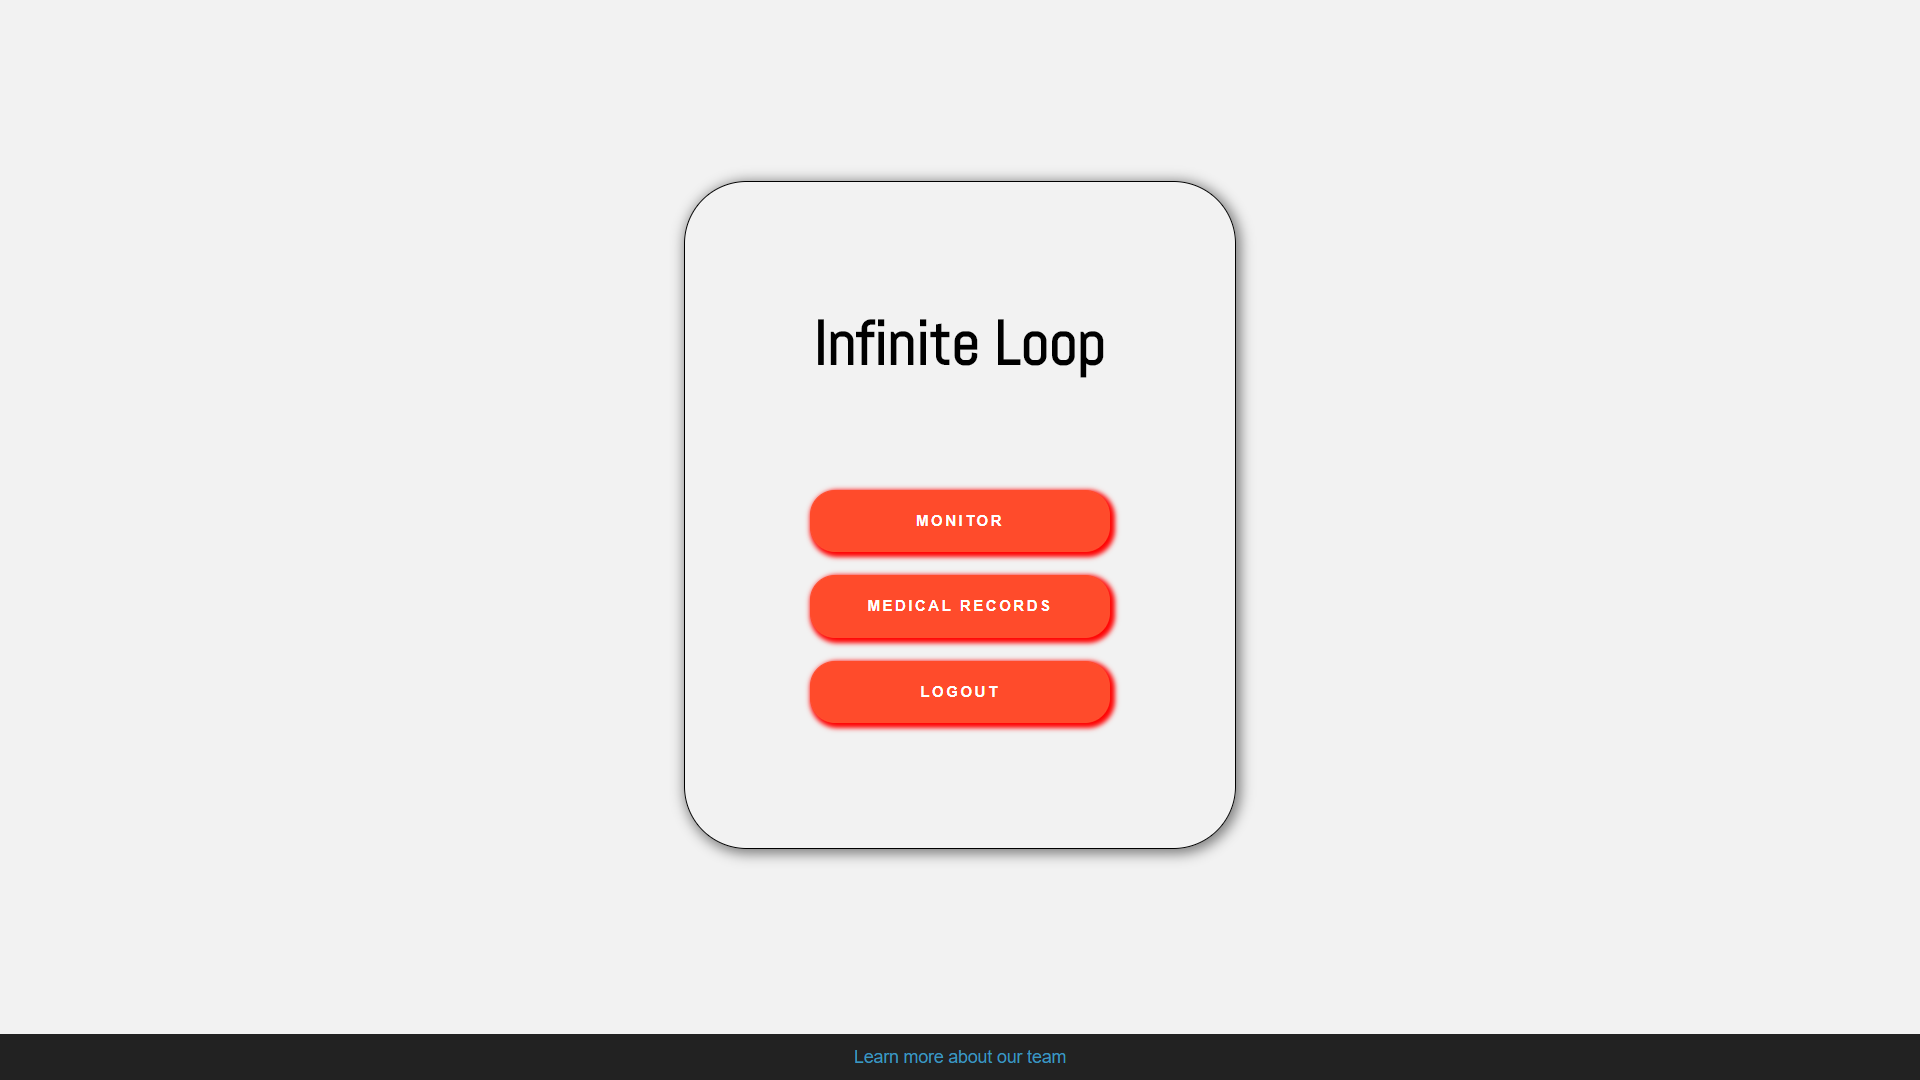 Infinite Loop
MONITOR
MEDICAL RECORDS
LOGOUT
Learn more about our team